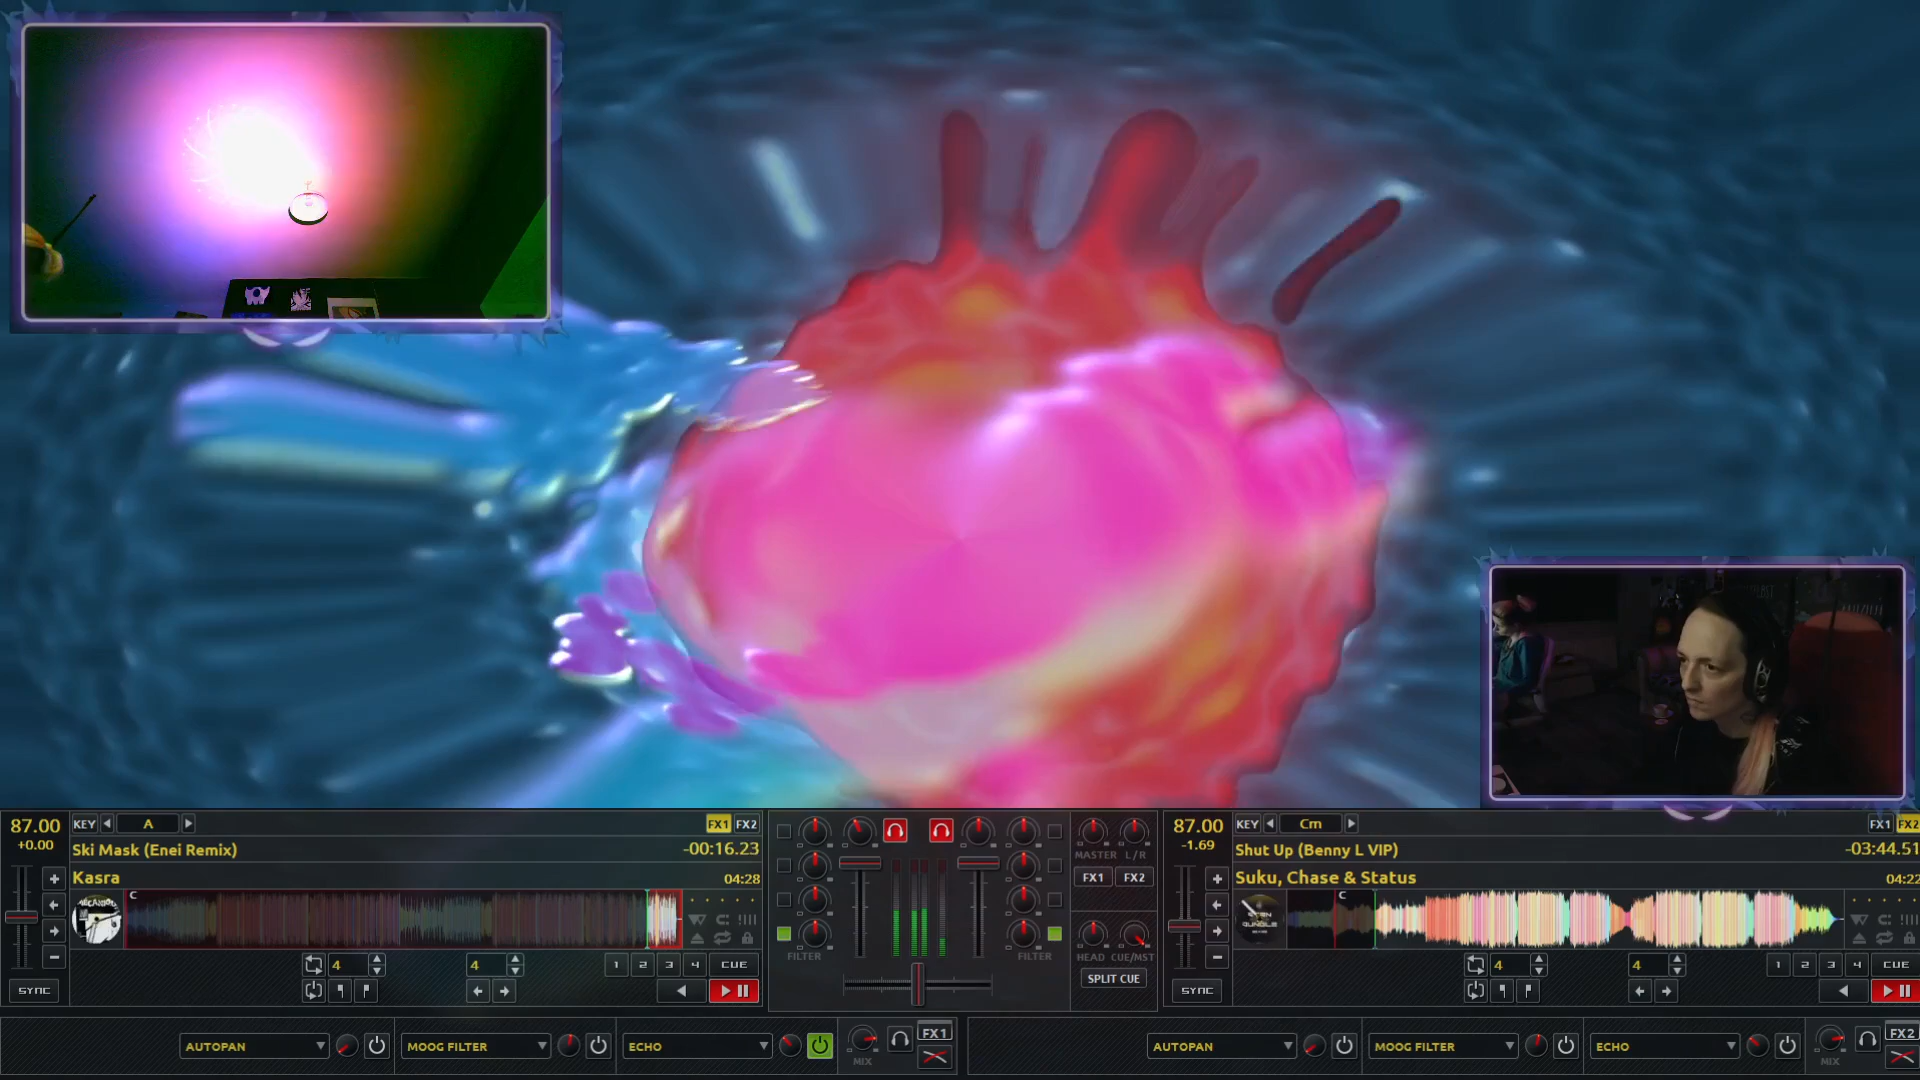 87.00
+0.00
KEY
A
FX1 FX2
Ski Mask (Enei Remix)
-00:16.23
Kasra
04:28
C
4
4
1 2 3 4 CUE
SYNC
FILTER
FILTER
MASTER L/R
FX1 FX2
HEAD CUE/MST
SPLIT CUE
87.00
-1.69
KEY
Cm
FX1 FX2
Shut Up (Benny L VIP)
-03:44.51
Suku, Chase & Status
04:22
C
4
4
1 2 3 4 CUE
SYNC
AUTOPAN
MOOG FILTER
ECHO
MIX
FX1
AUTOPAN
MOOG FILTER
ECHO
MIX
FX2